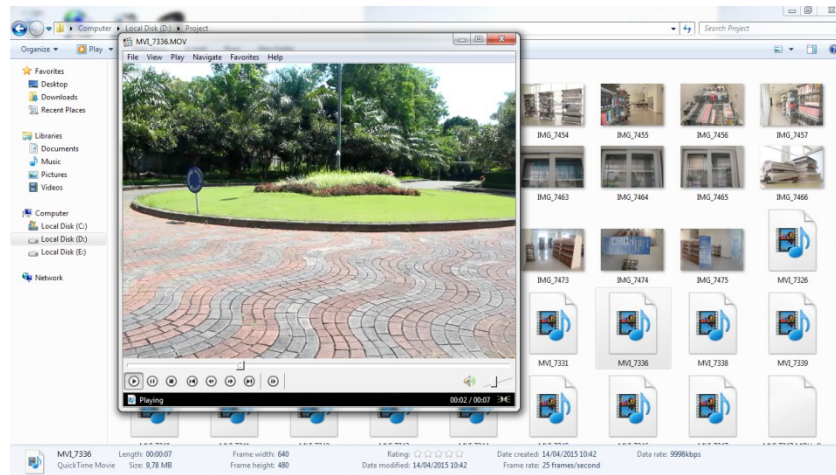 Computer ▸ Local Disk (D:) ▸ Project
Search Project
Organize
Play
MVI_7336.MOV
File View Play Navigate Favorites Help
Favorites
Desktop
Downloads
Recent Places
Libraries
Documents
Music
Pictures
Videos
Computer
Local Disk (C:)
Local Disk (D:)
Local Disk (E:)
Network
IMG_7454 IMG_7455 IMG_7456 IMG_7457
IMG_7463 IMG_7464 IMG_7465 IMG_7466
IMG_7473 IMG_7474 IMG_7475 MVI_7326
MVI_7331 MVI_7336 MVI_7338 MVI_7339
Playing 00:02 / 00:07
MVI_7336 Length: 00:00:07 Frame width: 640 Rating: Date created: 14/04/2015 10:42 Data rate: 9998kbps
QuickTime Movie Size: 9,78 MB Frame height: 480 Date modified: 14/04/2015 10:42 Frame rate: 25 frames/second